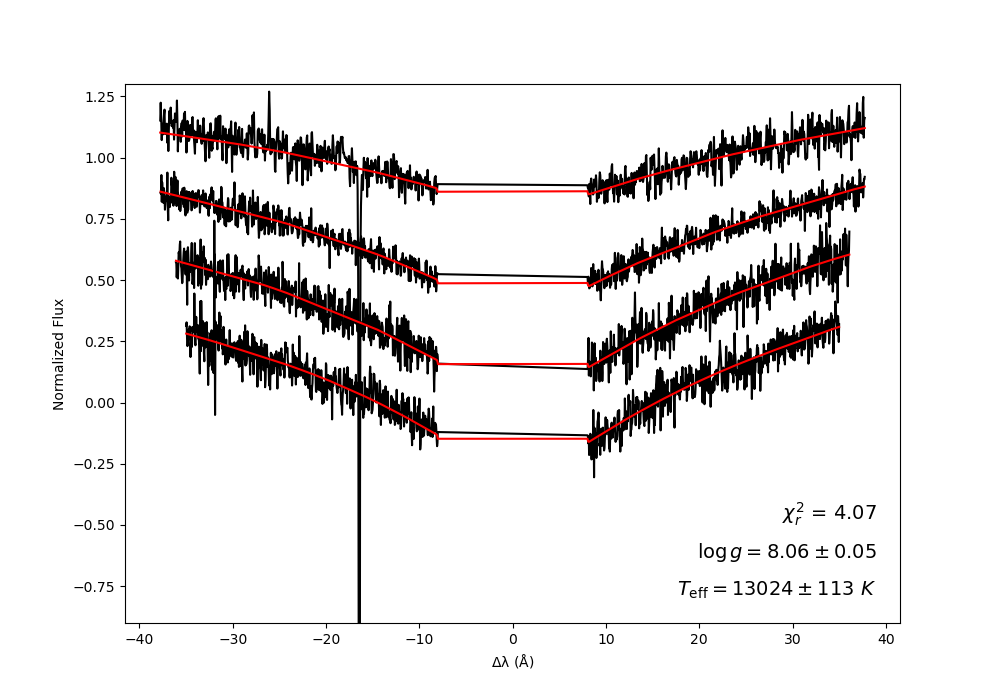 1.25
1.00
0.75
0.50
0.25
0.00
−0.25
−0.50
−0.75
Normalized Flux
χ²ᵣ = 4.07
log g = 8.06 ± 0.05
T_eff = 13024 ± 113 K
−40 −30 −20 −10 0 10 20 30 40
Δλ (Å)